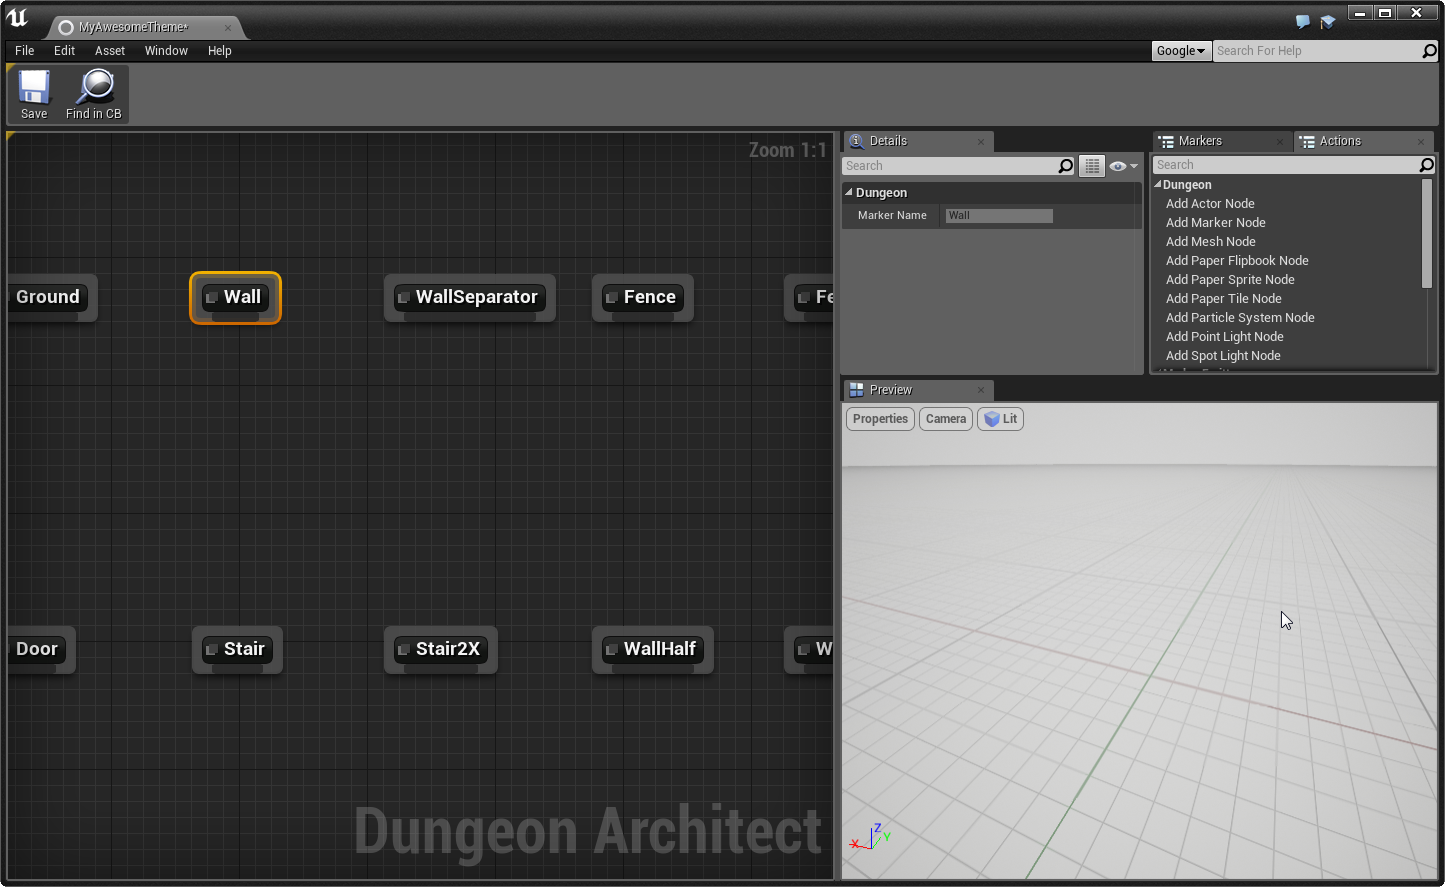 MyAwesomeTheme*
File Edit Asset Window Help
Google
Search For Help
Save
Find in CB
Zoom 1:1
Ground
Wall
WallSeparator
Fence
Fe
Door
Stair
Stair2X
WallHalf
W
Dungeon Architect
Details
Search
Dungeon
Marker Name
Wall
Markers
Actions
Search
Dungeon
Add Actor Node
Add Marker Node
Add Mesh Node
Add Paper Flipbook Node
Add Paper Sprite Node
Add Paper Tile Node
Add Particle System Node
Add Point Light Node
Add Spot Light Node
Preview
Properties
Camera
Lit
Z
Y
X